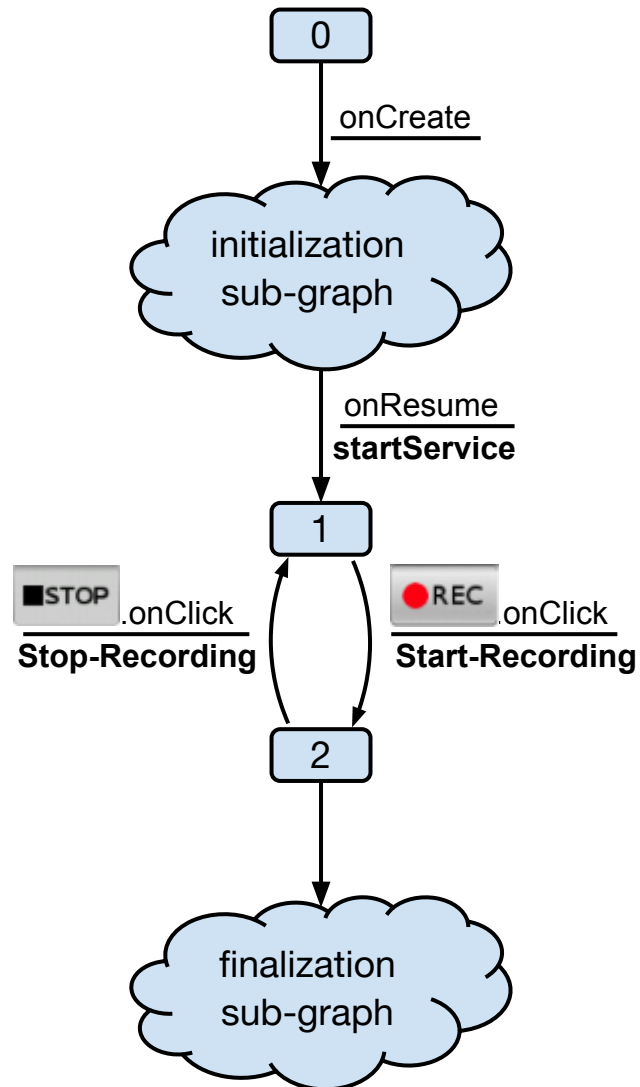 0
onCreate
initialization
sub-graph
onResume
startService
1
STOP .onClick
Stop-Recording
REC .onClick
Start-Recording
2
finalization
sub-graph